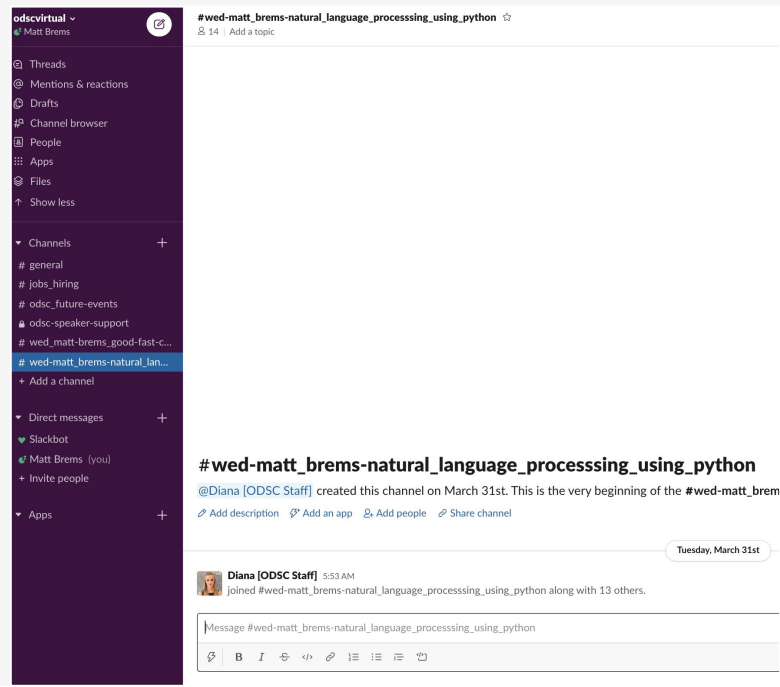 odscvirtual
Matt Brems
Threads
Mentions & reactions
Drafts
Channel browser
People
Apps
Files
Show less
Channels
# general
# jobs_hiring
# odsc_future-events
odsc-speaker-support
# wed_matt-brems_good-fast-c...
# wed-matt_brems-natural_lan...
+ Add a channel
Direct messages
Slackbot
Matt Brems (you)
+ Invite people
Apps
#wed-matt_brems-natural_language_processsing_using_python
14 | Add a topic
#wed-matt_brems-natural_language_processsing_using_python
@Diana [ODSC Staff] created this channel on March 31st. This is the very beginning of the #wed-matt_brem
Add description Add an app Add people Share channel
Tuesday, March 31st
Diana [ODSC Staff] 5:53 AM
joined #wed-matt_brems-natural_language_processsing_using_python along with 13 others.
Message #wed-matt_brems-natural_language_processsing_using_python
B I S </>